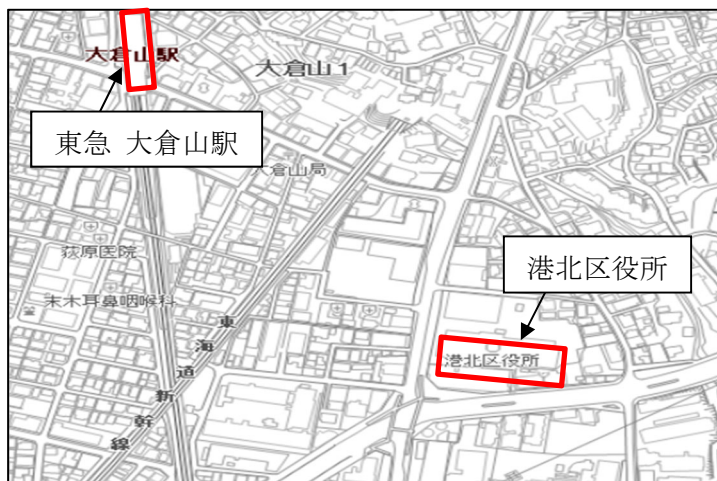 大倉山駅
大倉山1
東急 大倉山駅
大倉山局
荻原医院
港北区役所
末木耳鼻咽喉科
港北区役所
東海道新幹線